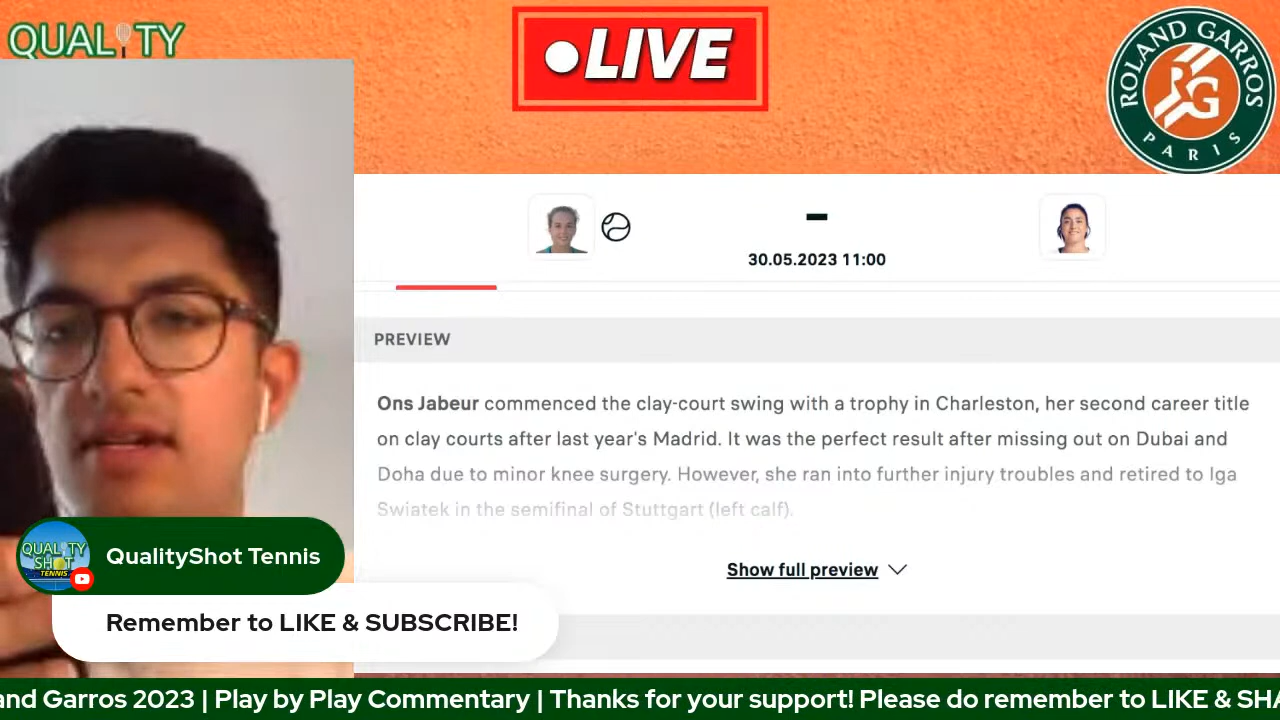 QUALITY
LIVE
ROLAND GARROS
RG
PARIS
30.05.2023 11:00
PREVIEW
Ons Jabeur commenced the clay-court swing with a trophy in Charleston, her second career title
on clay courts after last year's Madrid. It was the perfect result after missing out on Dubai and
Doha due to minor knee surgery. However, she ran into further injury troubles and retired to Iga
Swiatek in the semifinal of Stuttgart (left calf).
Show full preview
QUALITY
SHOT
TENNIS
QualityShot Tennis
Remember to LIKE & SUBSCRIBE!
and Garros 2023 | Play by Play Commentary | Thanks for your support! Please do remember to LIKE & SHA